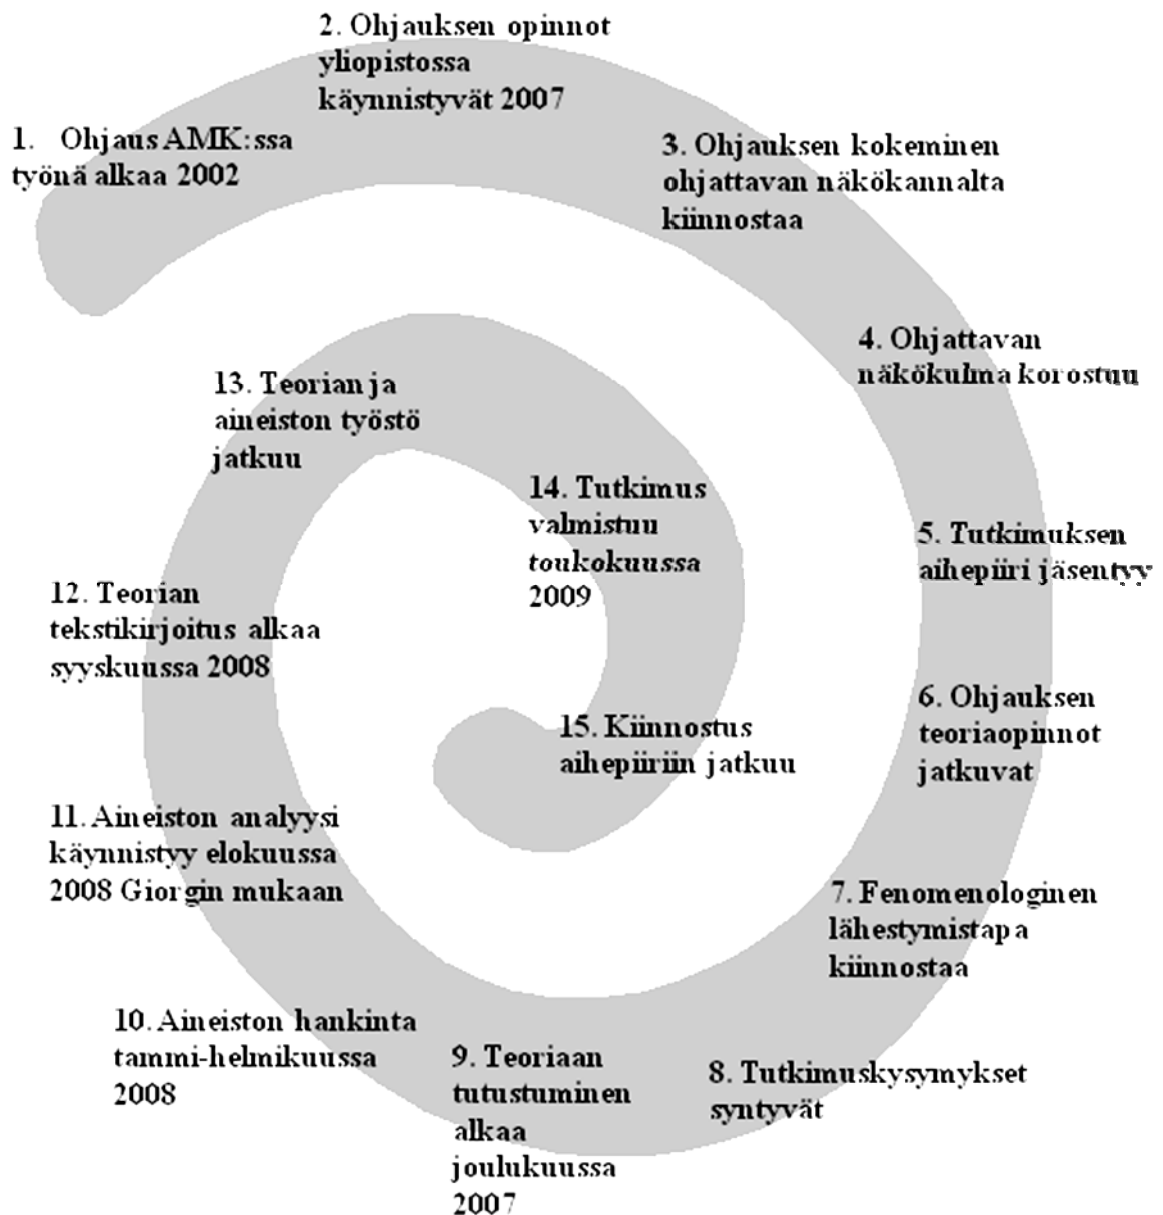 1. Ohjaus AMK:ssa
työnä alkaa 2002
2. Ohjauksen opinnot
yliopistossa
käynnistyvät 2007
3. Ohjauksen kokeminen
ohjattavan näkökannalta
kiinnostaa
4. Ohjattavan
näkökulma korostuu
5. Tutkimuksen
aihepiiri jäsentyy
6. Ohjauksen
teoriaopinnot
jatkuvat
7. Fenomenologinen
lähestymistapa
kiinnostaa
8. Tutkimuskysymykset
syntyvät
9. Teoriaan
tutustuminen
alkaa
joulukuussa
2007
10. Aineiston hankinta
tammi-helmikuussa
2008
11. Aineiston analyysi
käynnistyy elokuussa
2008 Giorgin mukaan
12. Teorian
tekstikirjoitus alkaa
syyskuussa 2008
13. Teorian ja
aineiston työstö
jatkuu
14. Tutkimus
valmistuu
toukokuussa
2009
15. Kiinnostus
aihepiiriin jatkuu